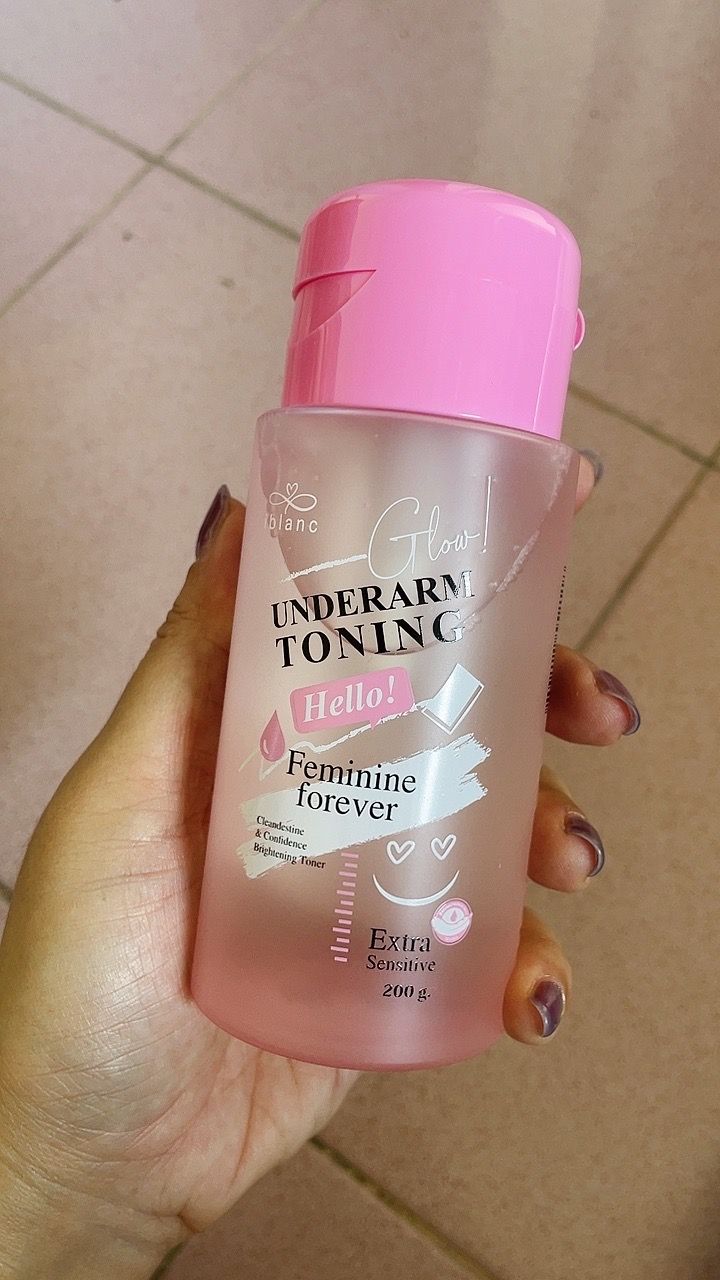 blanc
Glow!
UNDERARM
TONING
Hello!
Feminine
forever
Cleandestine
& Confidence
Brightening Toner
Extra
Sensitive
200 g.